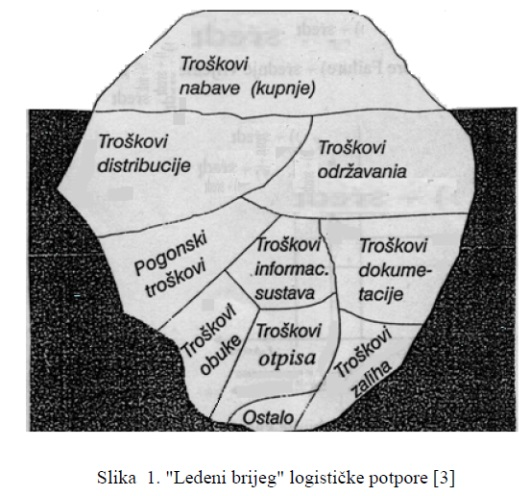 Troškovi
nabave (kupnje)
Troškovi
distribucije
Troškovi
održavania
Pogonski
troškovi
Troškovi
informac.
sustava
Troškovi
dokume-
tacije
Troškovi
obuke
Troškovi
otpisa
Troškovi
zaliha
Ostalo
Slika 1. "Ledeni brijeg" logističke potpore [3]